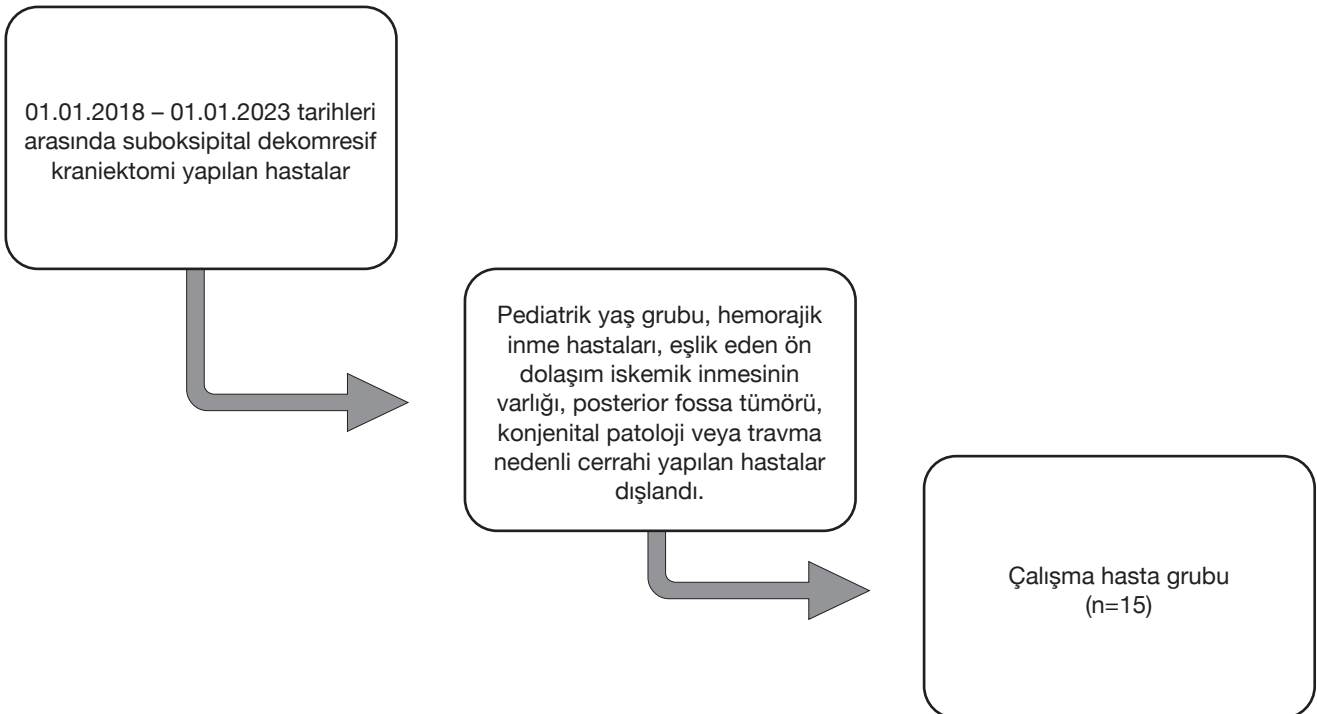 01.01.2018 – 01.01.2023 tarihleri
arasında suboksipital dekomresif
kraniektomi yapılan hastalar
Pediatrik yaş grubu, hemorajik
inme hastaları, eşlik eden ön
dolaşım iskemik inmesinin
varlığı, posterior fossa tümörü,
konjenital patoloji veya travma
nedenli cerrahi yapılan hastalar
dışlandı.
Çalışma hasta grubu
(n=15)